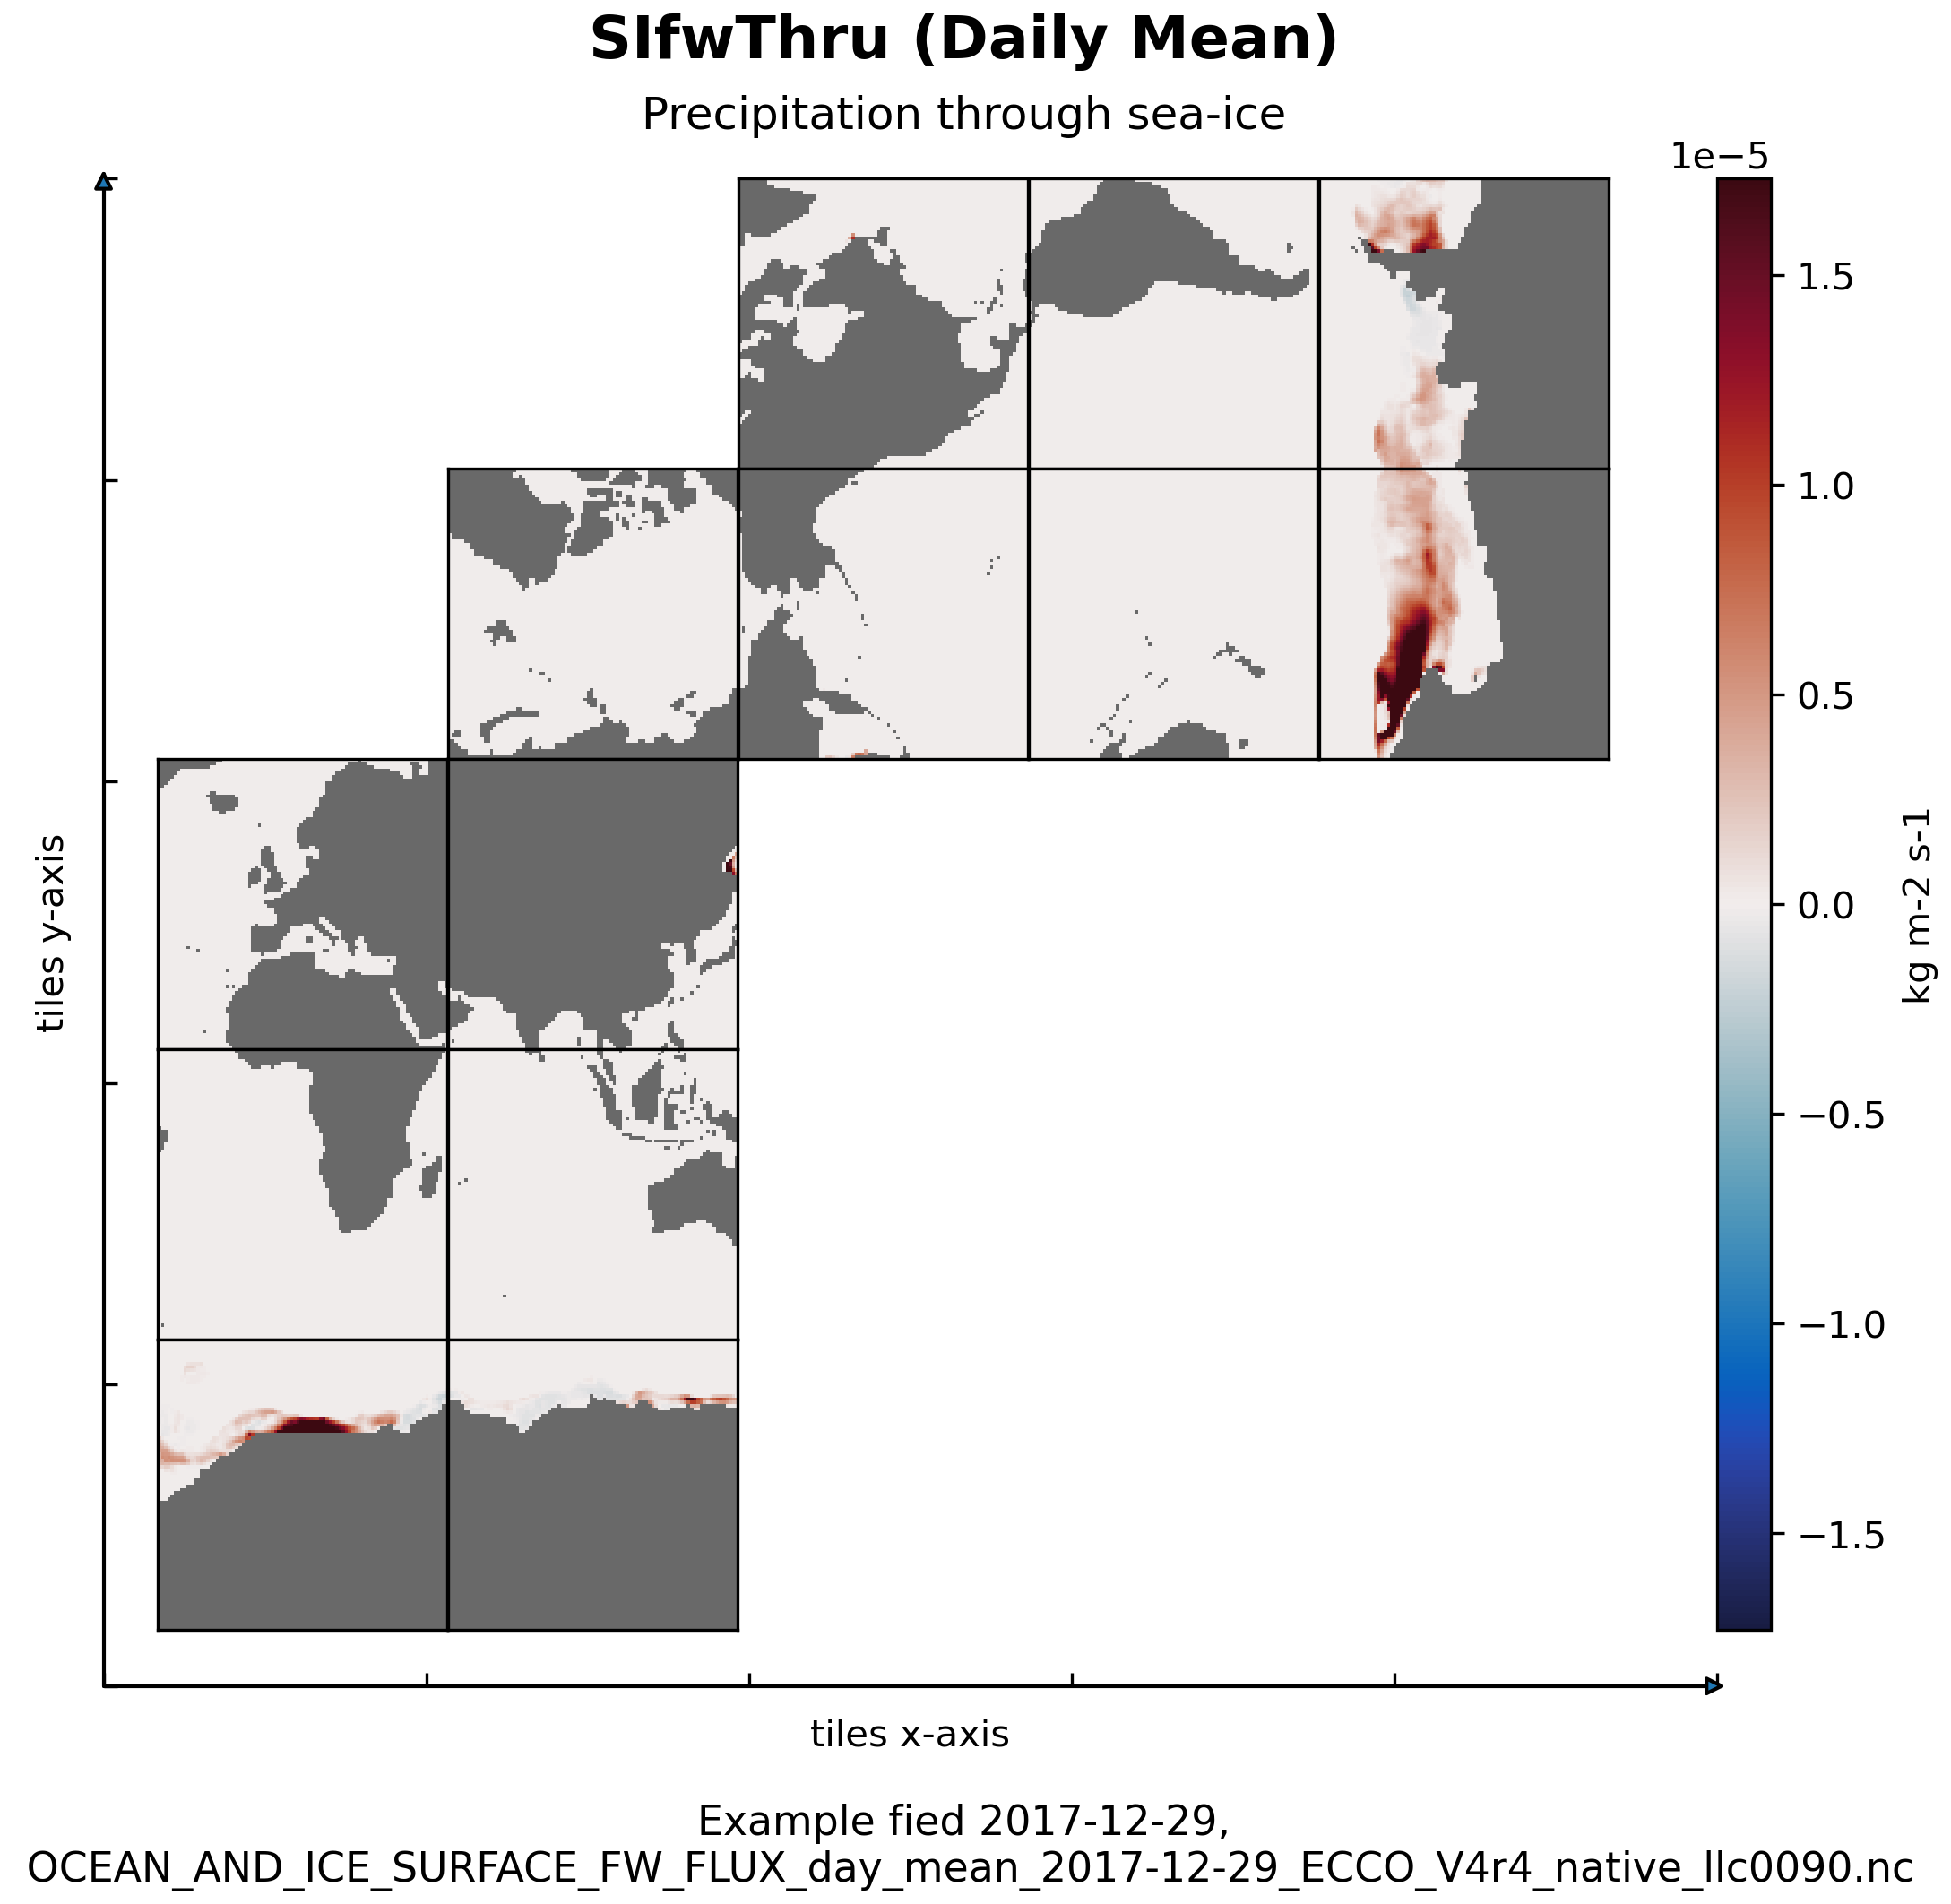 SIfwThru (Daily Mean)
Precipitation through sea-ice
1e−5
1.5
1.0
0.5
0.0
−0.5
−1.0
−1.5
kg m-2 s-1
tiles y-axis
tiles x-axis
Example fied 2017-12-29,
OCEAN_AND_ICE_SURFACE_FW_FLUX_day_mean_2017-12-29_ECCO_V4r4_native_llc0090.nc